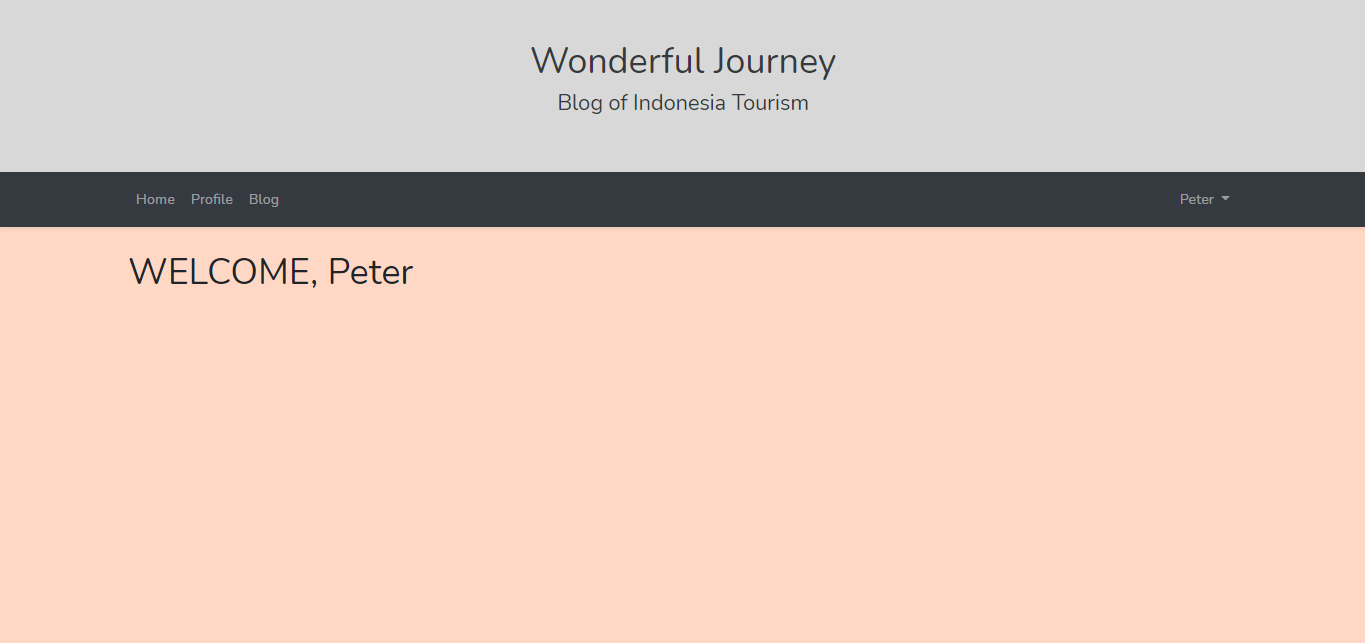 Wonderful Journey
Blog of Indonesia Tourism
Home Profile Blog Peter
WELCOME, Peter